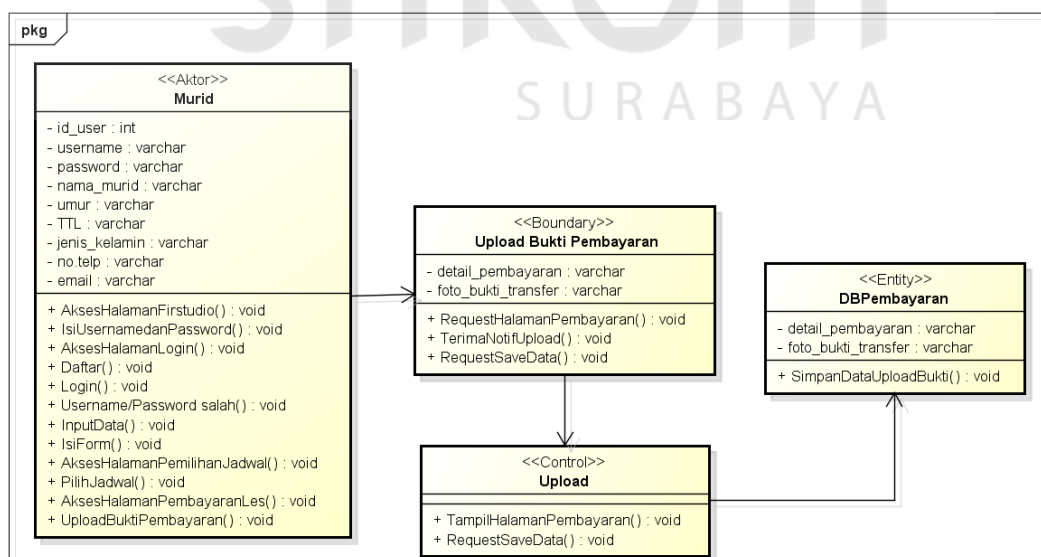 pkg
SURABAYA
<<Aktor>>
Murid
- id_user : int
- username : varchar
- password : varchar
- nama_murid : varchar
- umur : varchar
- TTL : varchar
- jenis_kelamin : varchar
- no.telp : varchar
- email : varchar
+ AksesHalamanFirstudio() : void
+ IsiUsernamedanPassword() : void
+ AksesHalamanLogin() : void
+ Daftar() : void
+ Login() : void
+ Username/Password salah() : void
+ InputData() : void
+ IsiForm() : void
+ AksesHalamanPemilihanJadwal() : void
+ PilihJadwal() : void
+ AksesHalamanPembayaranLes() : void
+ UploadBuktiPembayaran() : void
<<Boundary>>
Upload Bukti Pembayaran
- detail_pembayaran : varchar
- foto_bukti_transfer : varchar
+ RequestHalamanPembayaran() : void
+ TerimaNotifUpload() : void
+ RequestSaveData() : void
<<Entity>>
DBPembayaran
- detail_pembayaran : varchar
- foto_bukti_transfer : varchar
+ SimpanDataUploadBukti() : void
<<Control>>
Upload
+ TampilHalamanPembayaran() : void
+ RequestSaveData() : void